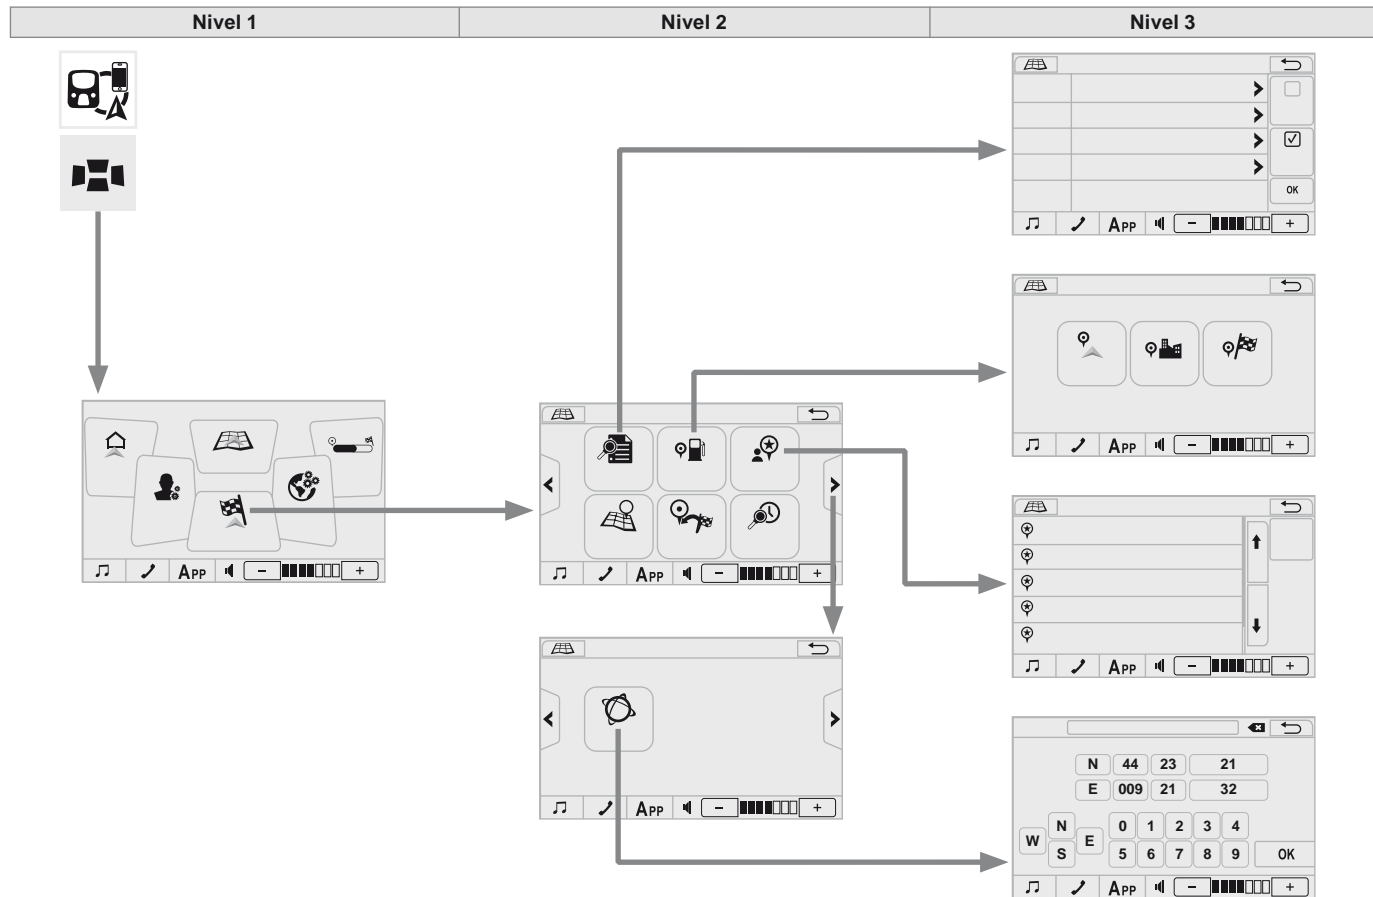 Nivel 1 Nivel 2 Nivel 3
OK
APP - +
APP - +
APP - +
APP - +
APP - +
N 44 23 21
E 009 21 32
APP - +
N 0 1 2 3 4
W E
S 5 6 7 8 9 OK
APP - +